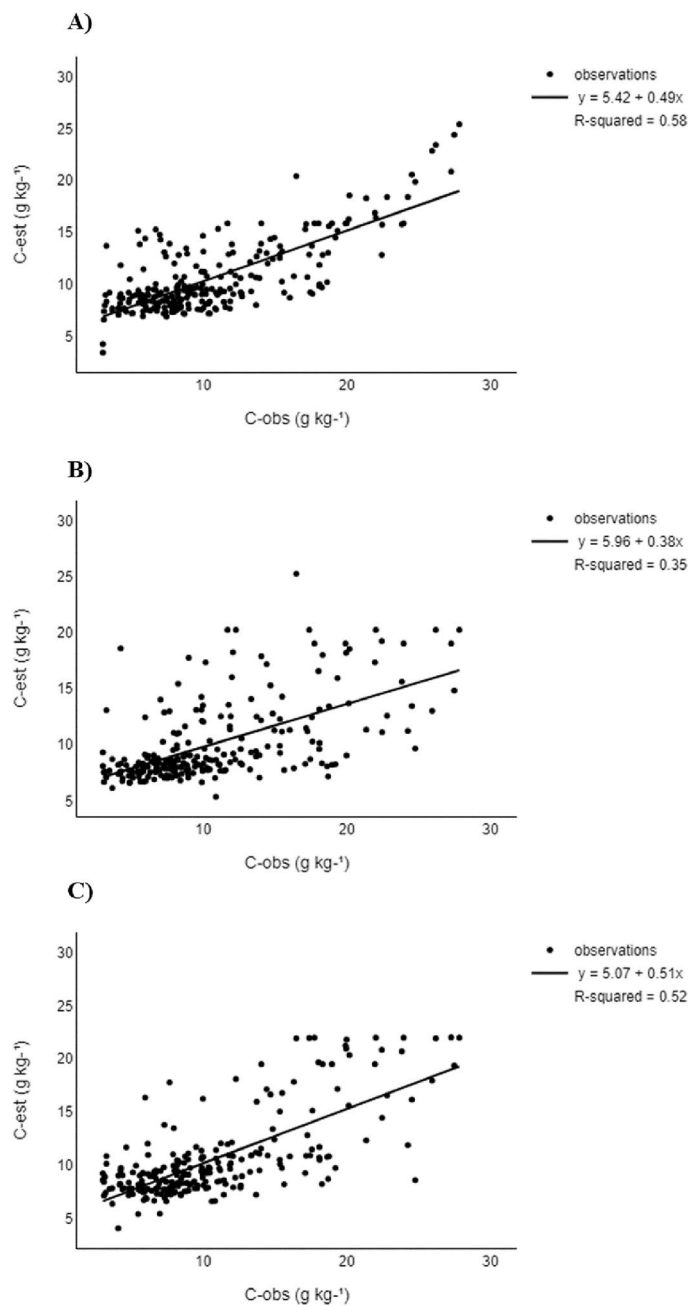 A)
30
25
20
15
10
5
10
20
30
C-est (g kg⁻¹)
C-obs (g kg⁻¹)
observations
y = 5.42 + 0.49x
R-squared = 0.58
B)
30
25
20
15
10
5
10
20
30
C-est (g kg⁻¹)
C-obs (g kg⁻¹)
observations
y = 5.96 + 0.38x
R-squared = 0.35
C)
30
25
20
15
10
5
10
20
30
C-est (g kg⁻¹)
C-obs (g kg⁻¹)
observations
y = 5.07 + 0.51x
R-squared = 0.52